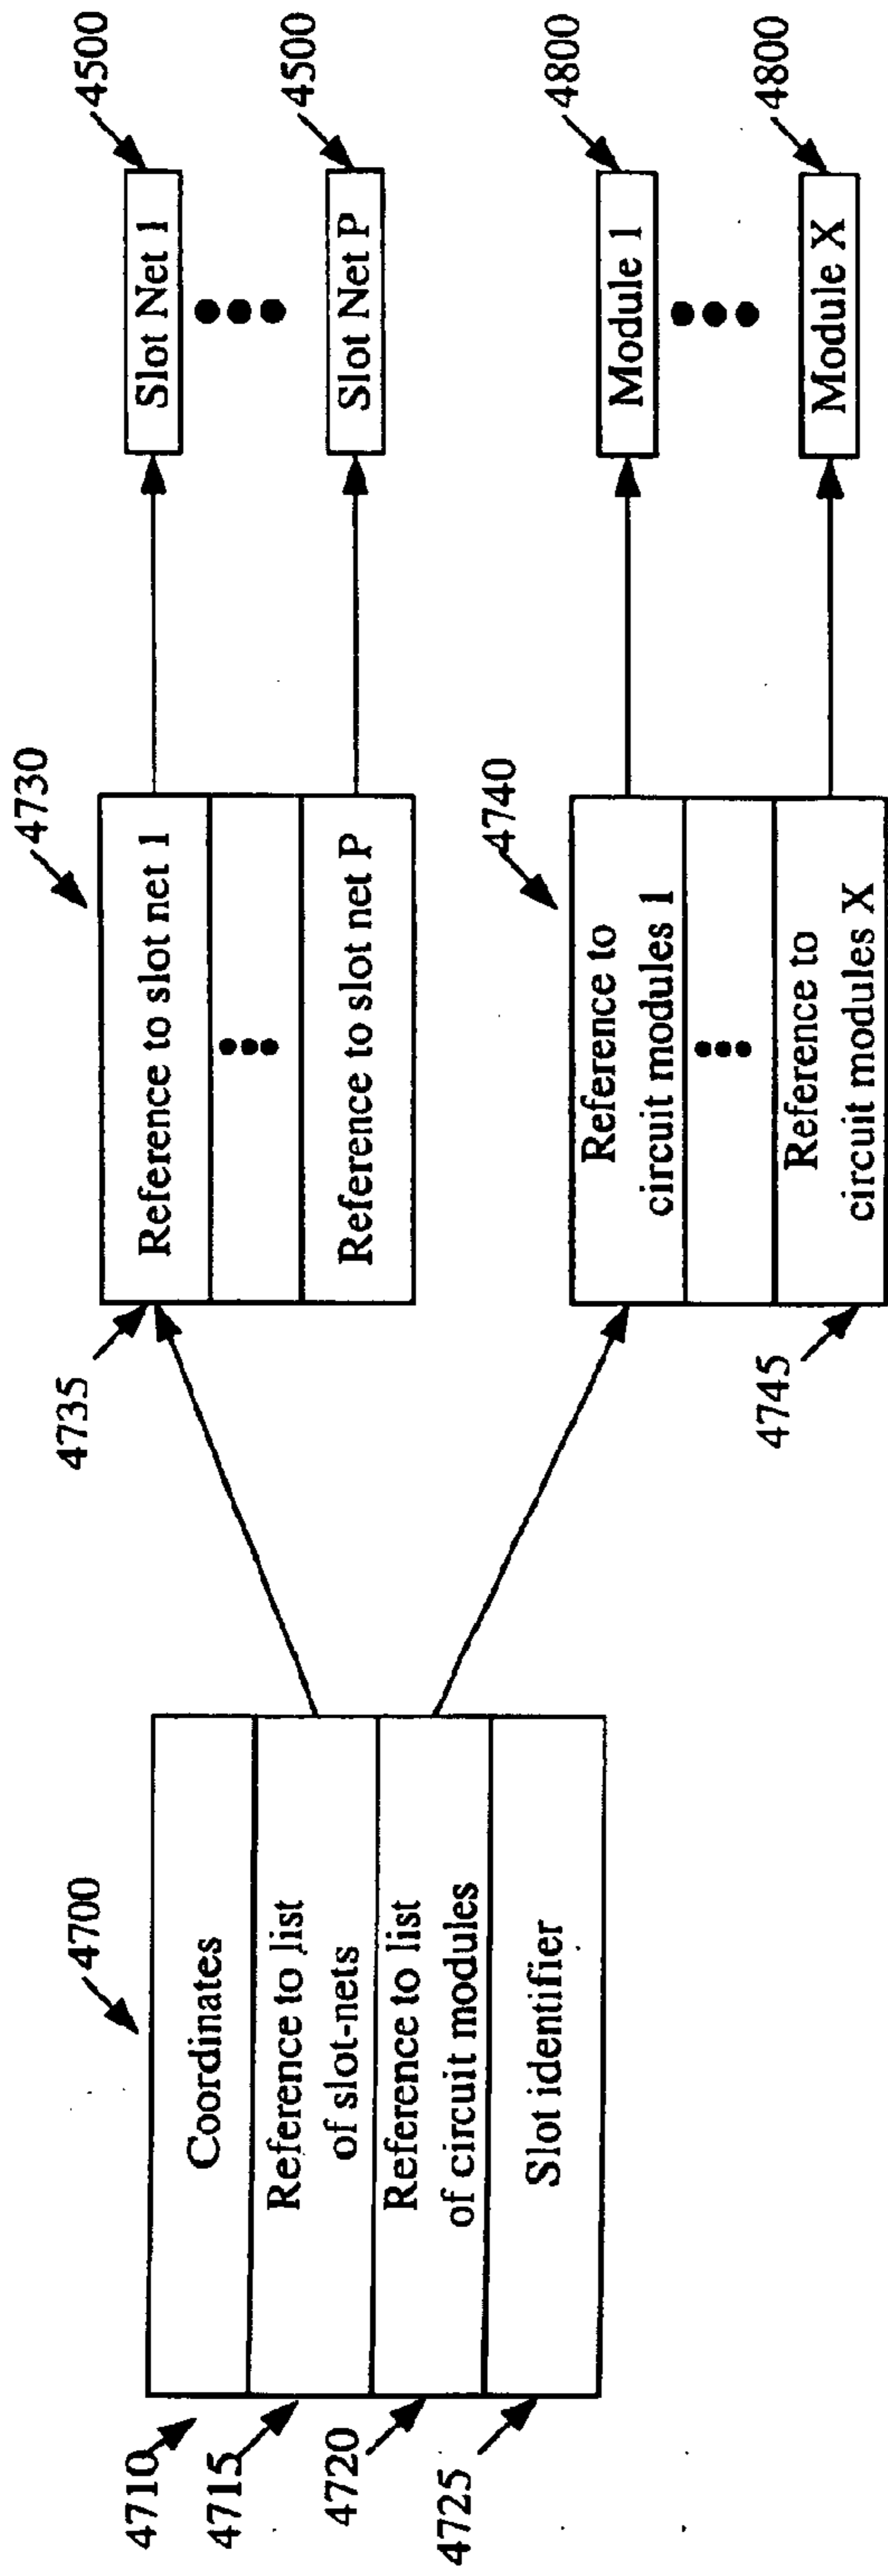 4700
4710
Coordinates
4715
Reference to list
of slot-nets
4720
Reference to list
of circuit modules
4725
Slot identifier
4730
4735
Reference to slot net 1
Reference to slot net P
4740
Reference to
circuit modules 1
4745
Reference to
circuit modules X
4500
Slot Net 1
4500
Slot Net P
4800
Module 1
4800
Module X